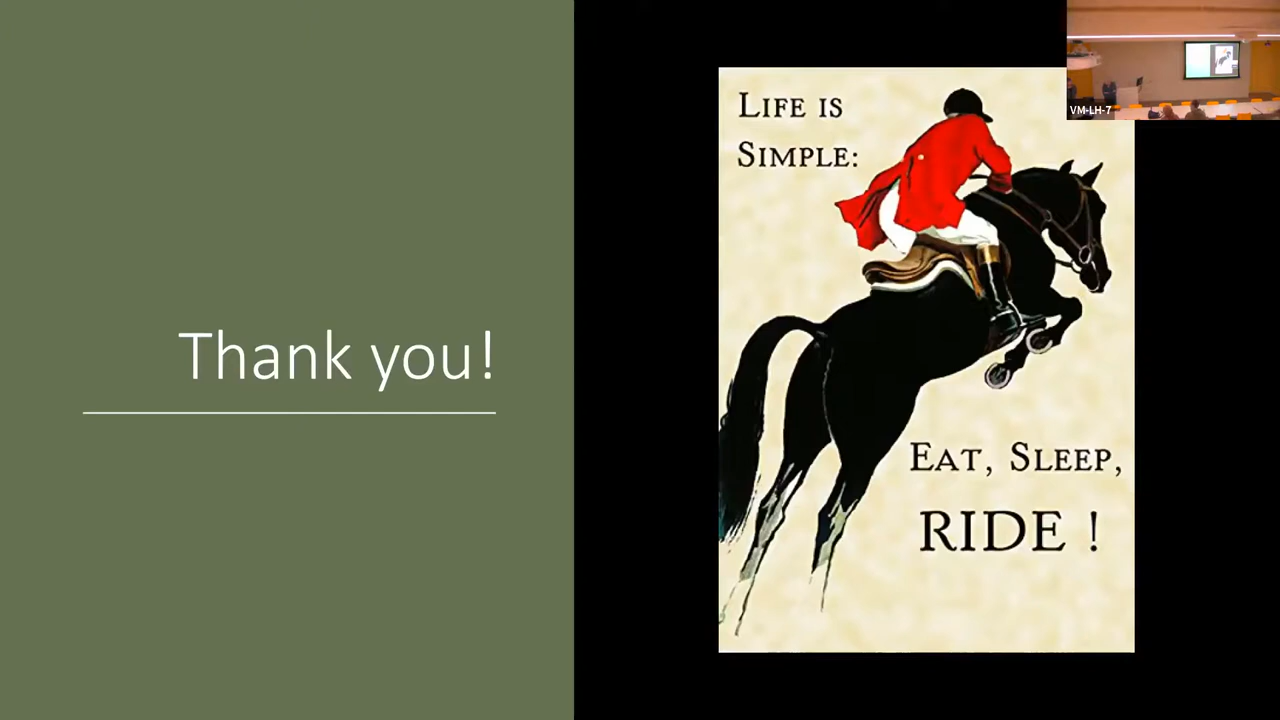 Thank you!
LIFE IS
SIMPLE:
EAT, SLEEP,
RIDE !
VM-LH-7